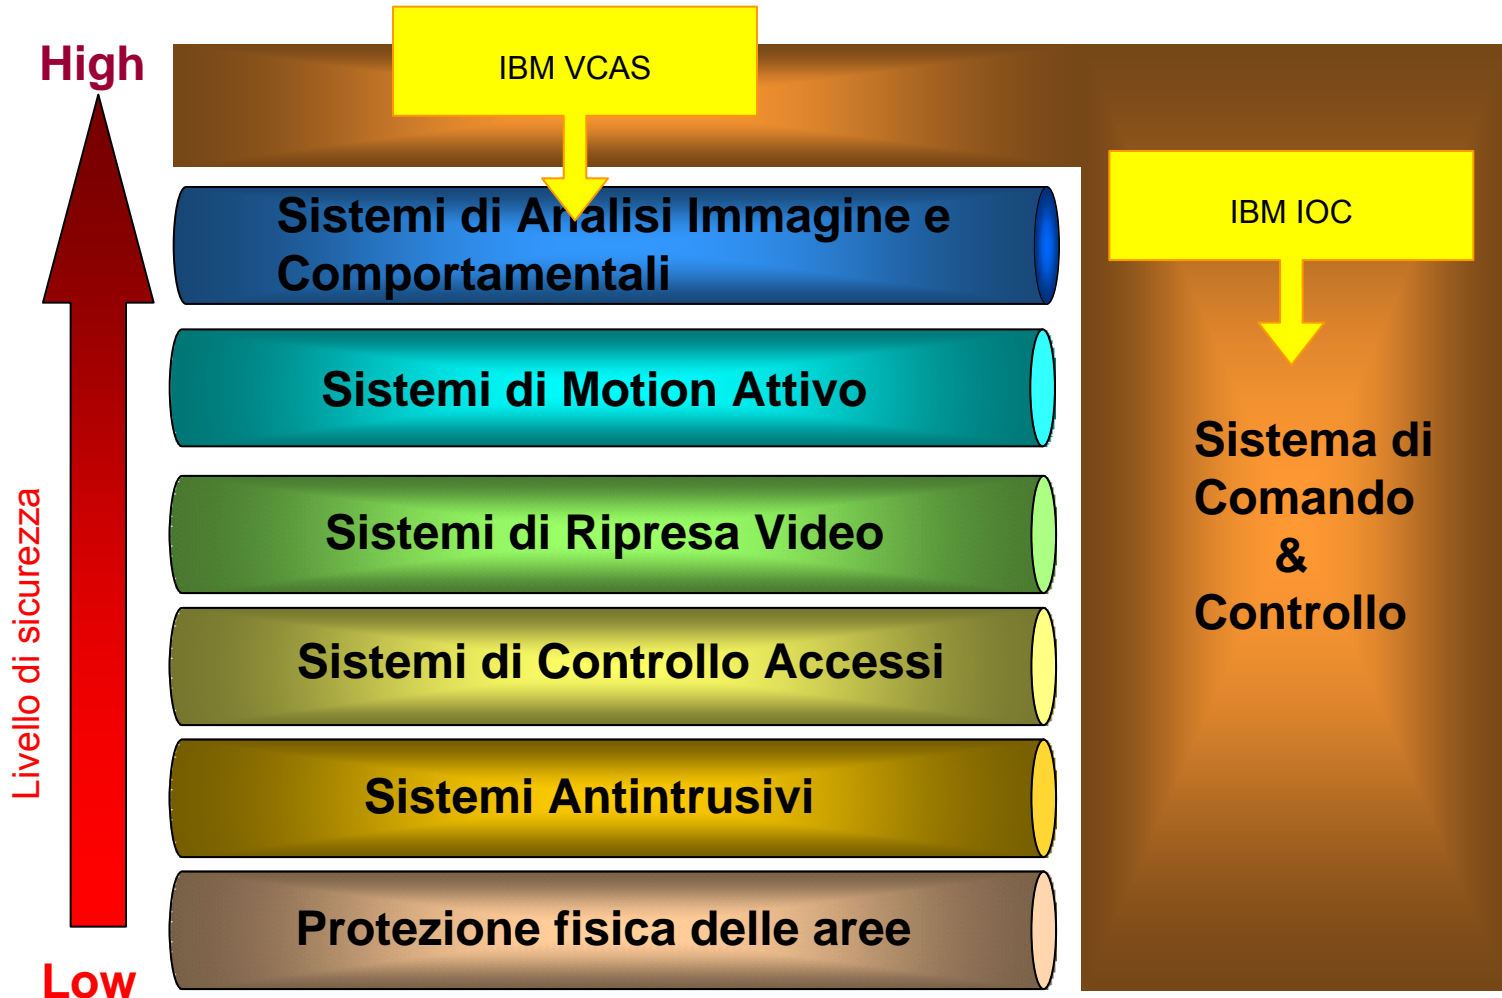 High
IBM VCAS
IBM IOC
Sistemi di Analisi Immagine e
Comportamentali
Sistemi di Motion Attivo
Sistemi di Ripresa Video
Sistemi di Controllo Accessi
Sistemi Antintrusivi
Protezione fisica delle aree
Sistema di
Comando
&
Controllo
Livello di sicurezza
Low